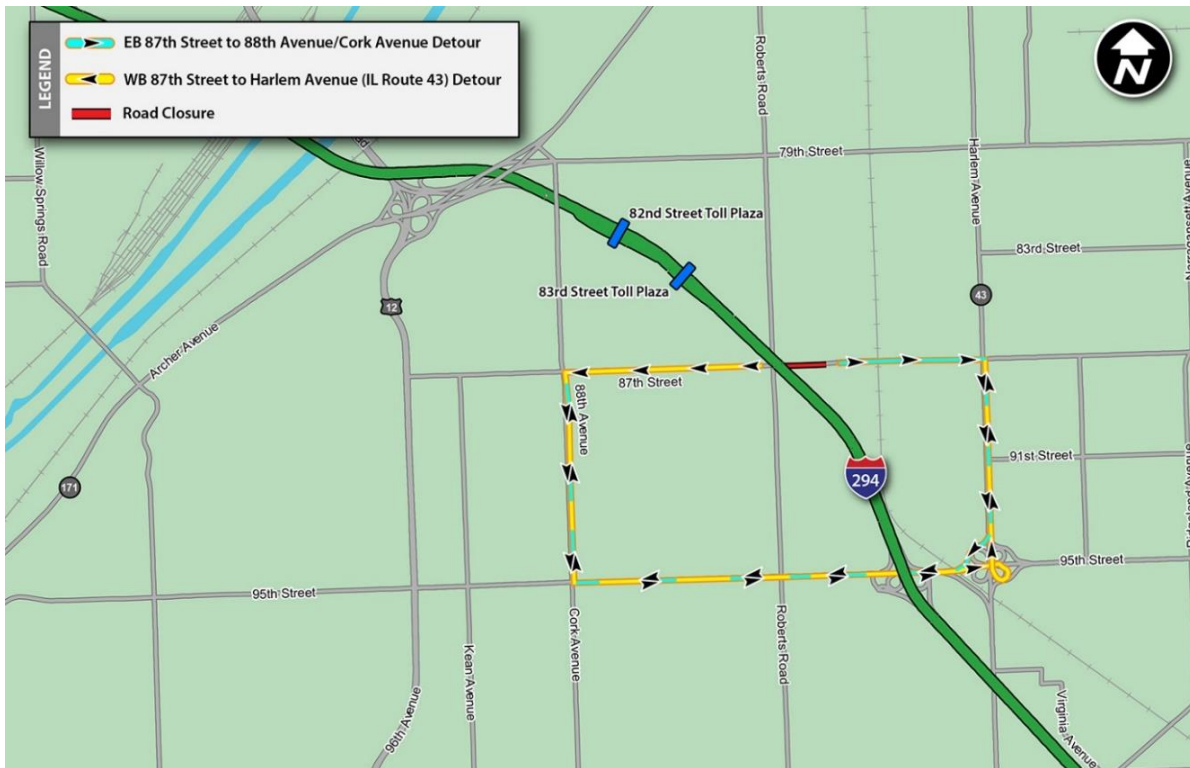 LEGEND
EB 87th Street to 88th Avenue/Cork Avenue Detour
WB 87th Street to Harlem Avenue (IL Route 43) Detour
Road Closure
N
Willow Springs Road
Roberts Road
79th Street
Harlem Avenue
82nd Street Toll Plaza
83rd Street
83rd Street Toll Plaza
43
12
Archer Avenue
87th Street
88th Avenue
91st Street
294
171
95th Street
95th Street
Cork Avenue
Roberts Road
Kean Avenue
96th Avenue
Virginia Avenue